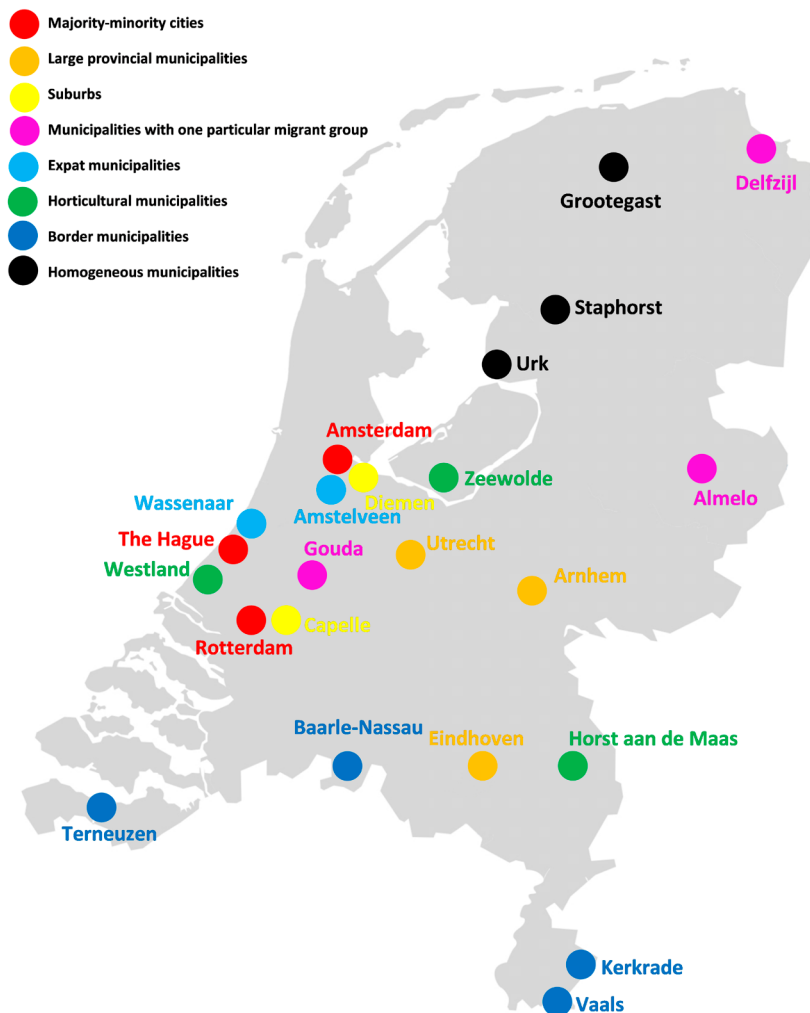 Majority-minority cities
Large provincial municipalities
Suburbs
Municipalities with one particular migrant group
Expat municipalities
Horticultural municipalities
Border municipalities
Homogeneous municipalities
Delfzijl
Grootegast
Staphorst
Urk
Amsterdam
Zeewolde
Almelo
Diemen
Wassenaar
Amstelveen
The Hague
Gouda
Utrecht
Westland
Arnhem
Capelle
Rotterdam
Baarle-Nassau
Eindhoven
Horst aan de Maas
Terneuzen
Kerkrade
Vaals